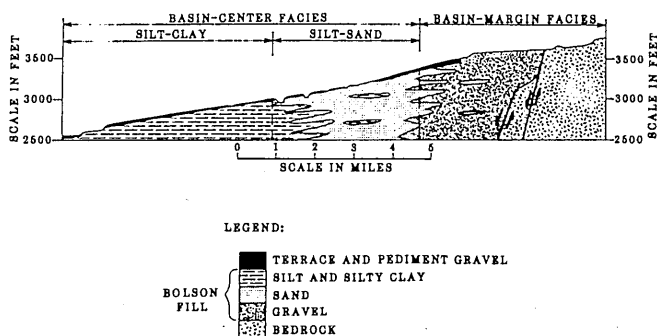 BASIN-CENTER FACIES
BASIN-MARGIN FACIES
SILT-CLAY
SILT-SAND
SCALE IN FEET
3500
3000
2500
3500
3000
2500
SCALE IN FEET
0 1 2 3 4 5
SCALE IN MILES
LEGEND:
TERRACE AND PEDIMENT GRAVEL
SILT AND SILTY CLAY
BOLSON FILL
SAND
GRAVEL
BEDROCK